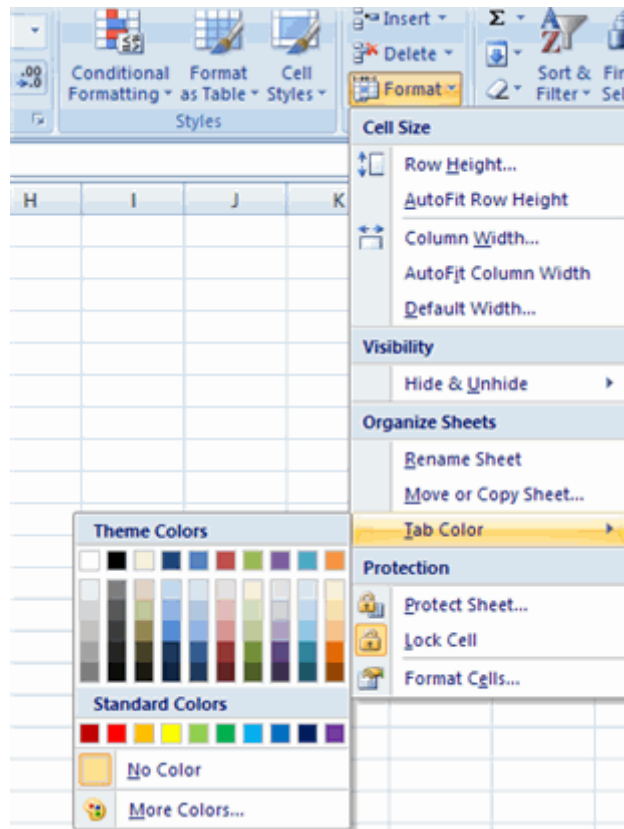 Insert
Σ
Delete
.00
.0
Conditional Formatting
Format as Table
Cell Styles
Format
Sort & Filter
Styles
Cell Size
Row Height...
H I J K
AutoFit Row Height
Column Width...
AutoFit Column Width
Default Width...
Visibility
Hide & Unhide
Organize Sheets
Rename Sheet
Move or Copy Sheet...
Tab Color
Theme Colors
Protection
Protect Sheet...
Lock Cell
Format Cells...
Standard Colors
No Color
More Colors...